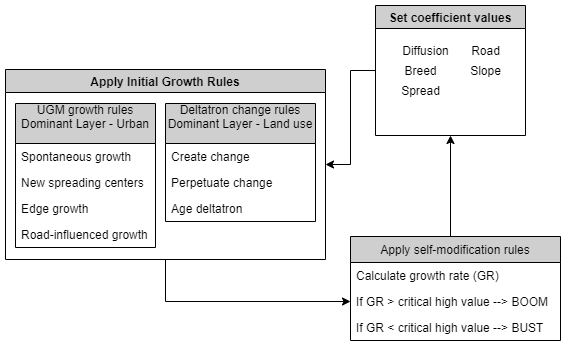 Set coefficient values
Diffusion Road
Breed Slope
Spread
Apply Initial Growth Rules
UGM growth rules
Dominant Layer - Urban
Spontaneous growth
New spreading centers
Edge growth
Road-influenced growth
Deltatron change rules
Dominant Layer - Land use
Create change
Perpetuate change
Age deltatron
Apply self-modification rules
Calculate growth rate (GR)
If GR > critical high value --> BOOM
If GR < critical high value --> BUST